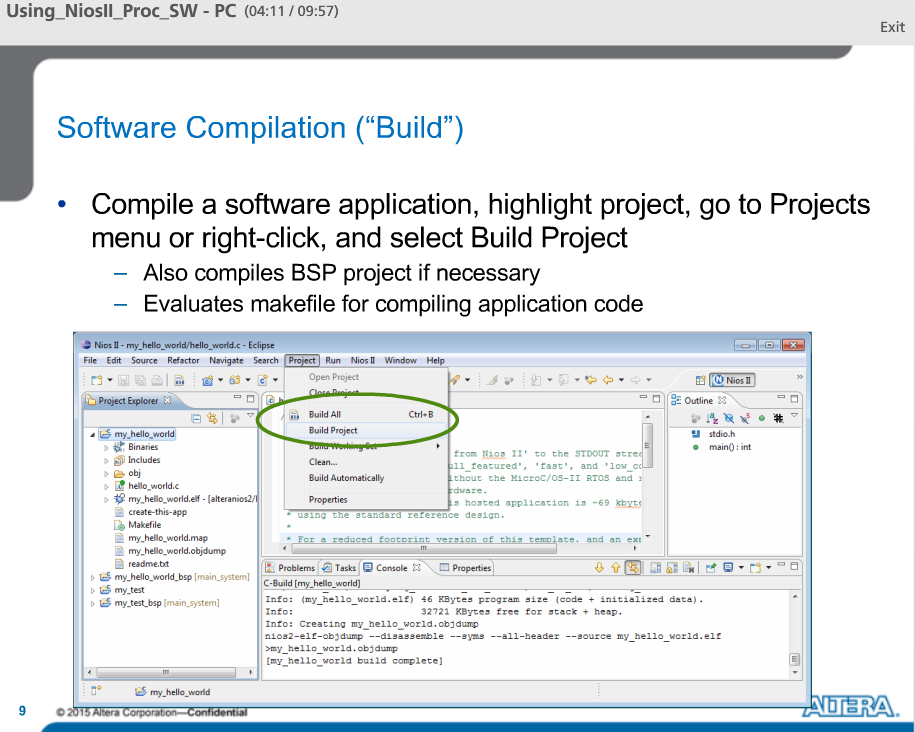 Using_NiosII_Proc_SW - PC (04:11 / 09:57)
Exit
Software Compilation (“Build”)
• Compile a software application, highlight project, go to Projects
menu or right-click, and select Build Project
– Also compiles BSP project if necessary
– Evaluates makefile for compiling application code
Nios II - my_hello_world/hello_world.c - Eclipse
File Edit Source Refactor Navigate Search Project Run Nios II Window Help
Nios II
Open Project
Close Project
Build All Ctrl+B
Build Project
Build Working Set
Clean...
Build Automatically
Properties
Project Explorer
my_hello_world
Binaries
Includes
obj
hello_world.c
my_hello_world.elf - [alteranios2/l
create-this-app
Makefile
my_hello_world.map
my_hello_world.objdump
readme.txt
my_hello_world_bsp [main_system]
my_test
my_test_bsp [main_system]
from Nios II' to the STDOUT strea
ull_featured', 'fast', and 'low_co
ithout the MicroC/OS-II RTOS and r
rdware.
is hosted application is ~69 kbyte
* using the standard reference design.
*
* For a reduced footprint version of this template, and an exp
Outline
stdio.h
main() : int
Problems Tasks Console Properties
C-Build [my_hello_world]
Info: (my_hello_world.elf) 46 KBytes program size (code + initialized data).
Info: 32721 KBytes free for stack + heap.
Info: Creating my_hello_world.objdump
nios2-elf-objdump --disassemble --syms --all-header --source my_hello_world.elf
>my_hello_world.objdump
[my_hello_world build complete]
my_hello_world
9
© 2015 Altera Corporation—Confidential
ALTERA.